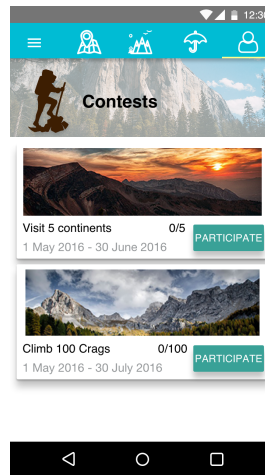 12:30
Contests
Visit 5 continents 0/5
1 May 2016 - 30 June 2016
PARTICIPATE
Climb 100 Crags 0/100
1 May 2016 - 30 July 2016
PARTICIPATE